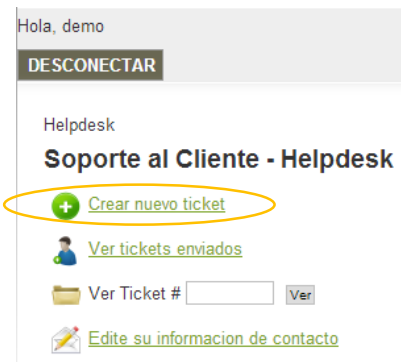 Hola, demo
DESCONECTAR
Helpdesk
Soporte al Cliente - Helpdesk
Crear nuevo ticket
Ver tickets enviados
Ver Ticket # Ver
Edite su informacion de contacto